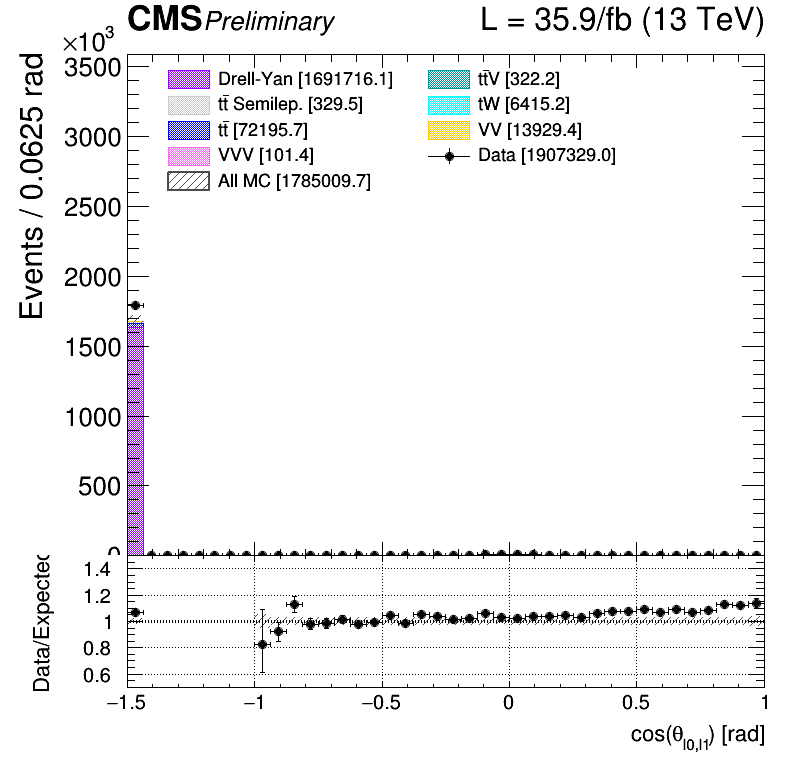 CMS Preliminary L = 35.9/fb (13 TeV)
×10³
Events / 0.0625 rad
3500
3000
2500
2000
1500
1000
500
0
Drell-Yan [1691716.1]
tt̄ Semilep. [329.5]
tt̄ [72195.7]
VVV [101.4]
All MC [1785009.7]
tt̄V [322.2]
tW [6415.2]
VV [13929.4]
Data [1907329.0]
Data/Expected
1.4
1.2
1
0.8
0.6
−1.5 −1 −0.5 0 0.5 1
cos(θ_l0,l1) [rad]